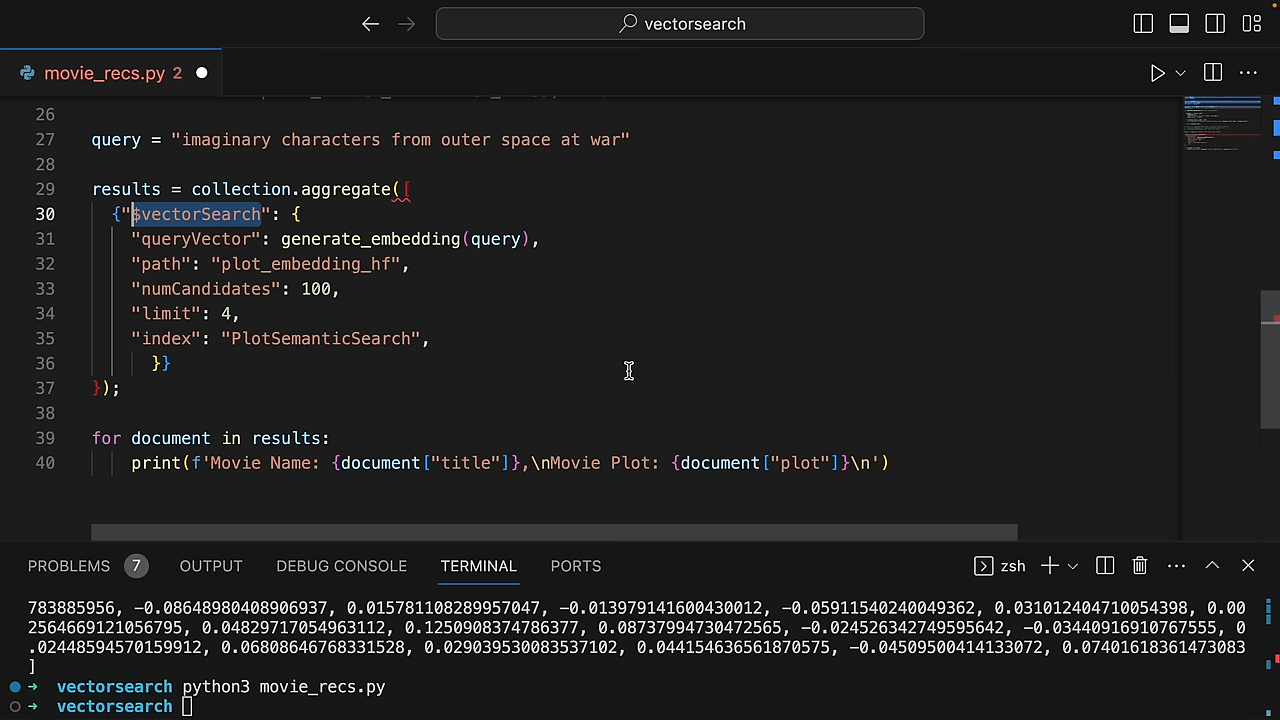 vectorsearch
movie_recs.py 2
26
27 query = "imaginary characters from outer space at war"
28
29 results = collection.aggregate([
30 {"$vectorSearch": {
31 "queryVector": generate_embedding(query),
32 "path": "plot_embedding_hf",
33 "numCandidates": 100,
34 "limit": 4,
35 "index": "PlotSemanticSearch",
36 }}
37 });
38
39 for document in results:
40 print(f'Movie Name: {document["title"]},\nMovie Plot: {document["plot"]}\n')
PROBLEMS 7 OUTPUT DEBUG CONSOLE TERMINAL PORTS zsh
783885956, -0.08648980408906937, 0.015781108289957047, -0.013979141600430012, -0.05911540240049362, 0.031012404710054398, 0.00
2564669121056795, 0.04829717054963112, 0.1250908374786377, 0.08737994730472565, -0.024526342749595642, -0.03440916910767555, 0
.02448594570159912, 0.06808646768331528, 0.029039530083537102, 0.044154636561870575, -0.04509500414133072, 0.07401618361473083
]
vectorsearch python3 movie_recs.py
vectorsearch